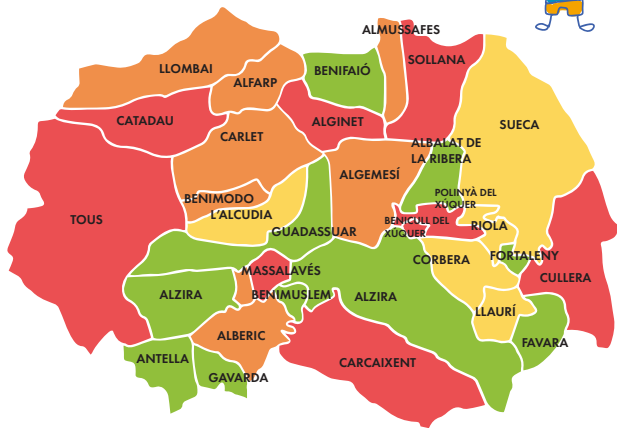 ALMUSSAFES
LLOMBAI
ALFARP
BENIFAIÓ
SOLLANA
CATADAU
CARLET
ALGINET
SUECA
ALBALAT DE
LA RIBERA
ALGEMESÍ
BENIMODO
L'ALCUDIA
POLINYÀ DEL
XÚQUER
TOUS
GUADASSUAR
BENICULL DEL
XÚQUER
RIOLA
CORBERA
FORTALENY
MASSALAVÉS
CULLERA
ALZIRA
BENIMUSLEM
ALZIRA
LLAURÍ
ALBERIC
FAVARA
ANTELLA
CARCAIXENT
GAVARDA